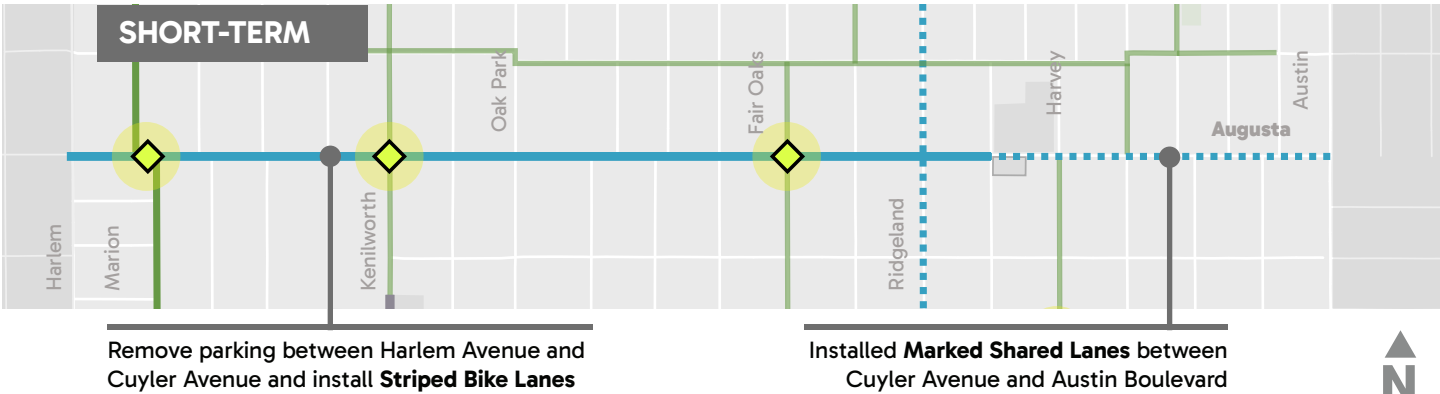 SHORT-TERM
Oak Park
Fair Oaks
Harvey
Austin
Augusta
Harlem
Marion
Kenilworth
Ridgeland
Remove parking between Harlem Avenue and
Cuyler Avenue and install Striped Bike Lanes
Installed Marked Shared Lanes between
Cuyler Avenue and Austin Boulevard
N